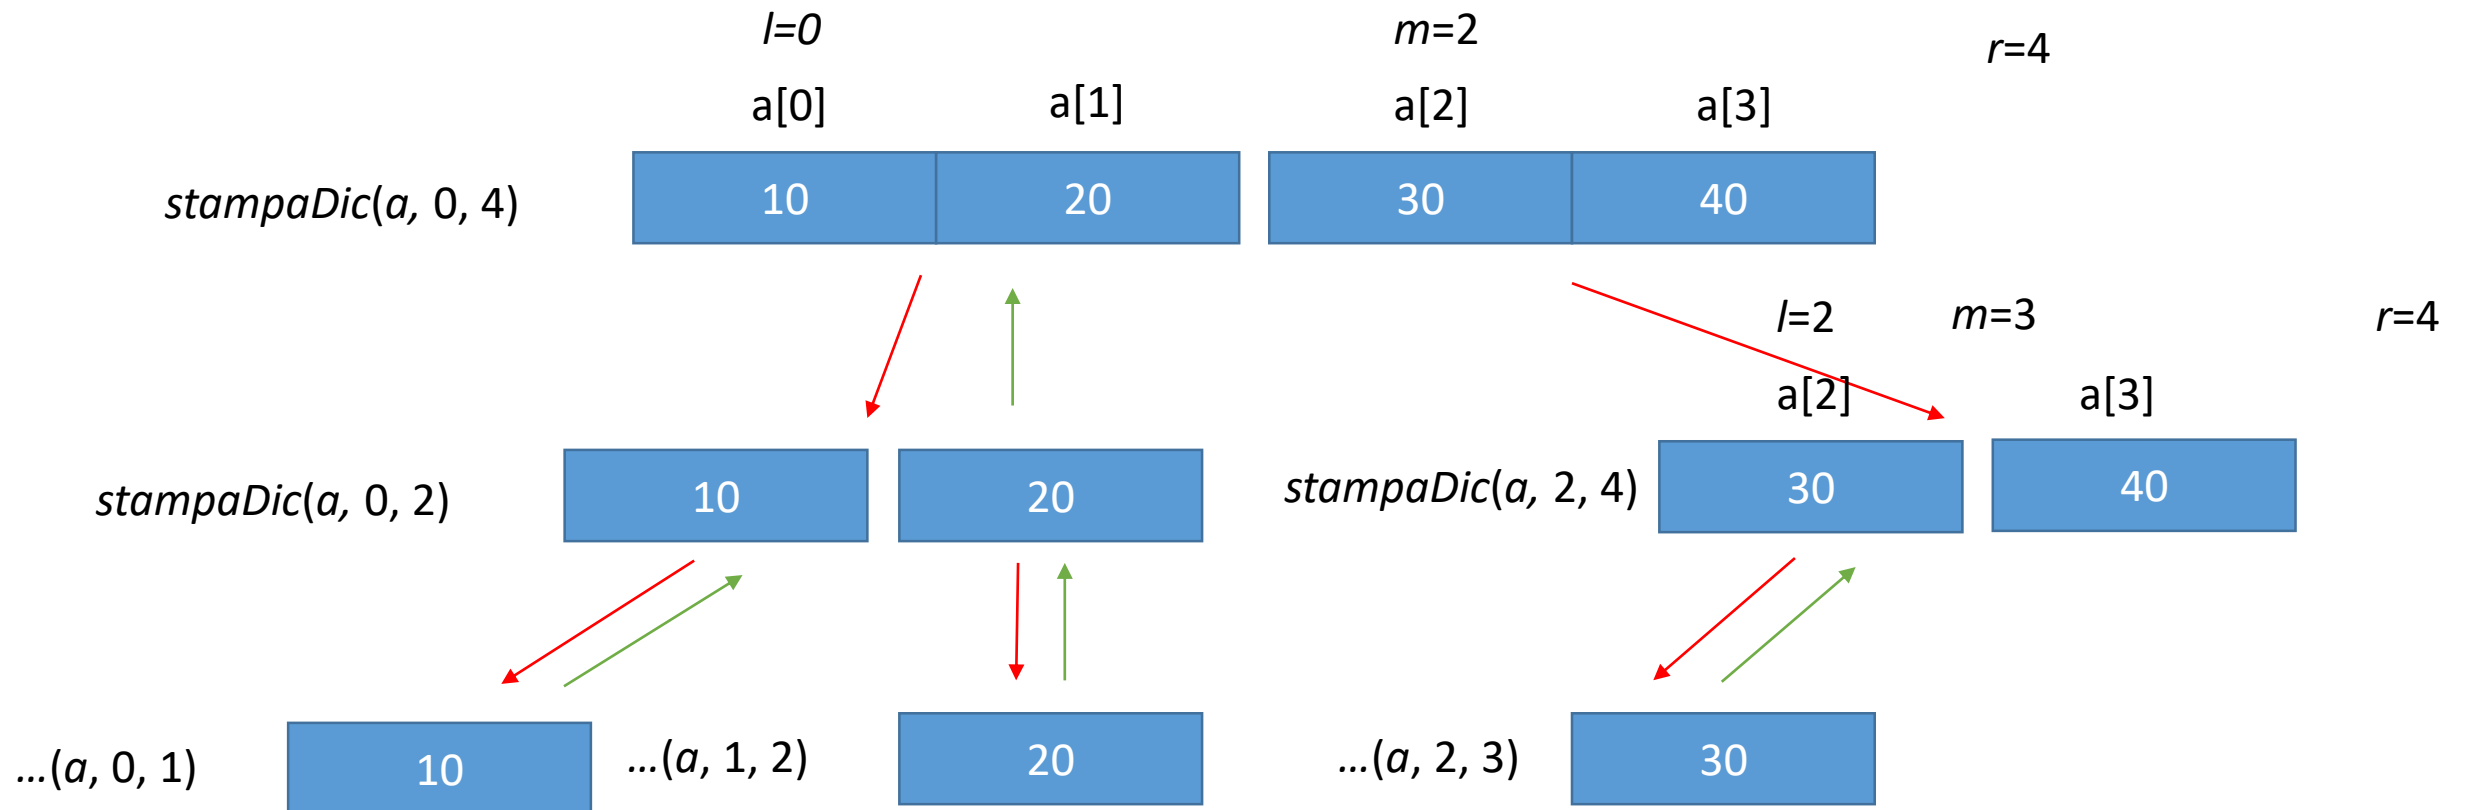 l=0 m=2 r=4
a[0] a[1] a[2] a[3]
stampaDic(a, 0, 4) 10 20 30 40
l=2 m=3 r=4
a[2] a[3]
stampaDic(a, 0, 2) 10 20 stampaDic(a, 2, 4) 30 40
...(a, 0, 1) 10 ...(a, 1, 2) 20 ...(a, 2, 3) 30